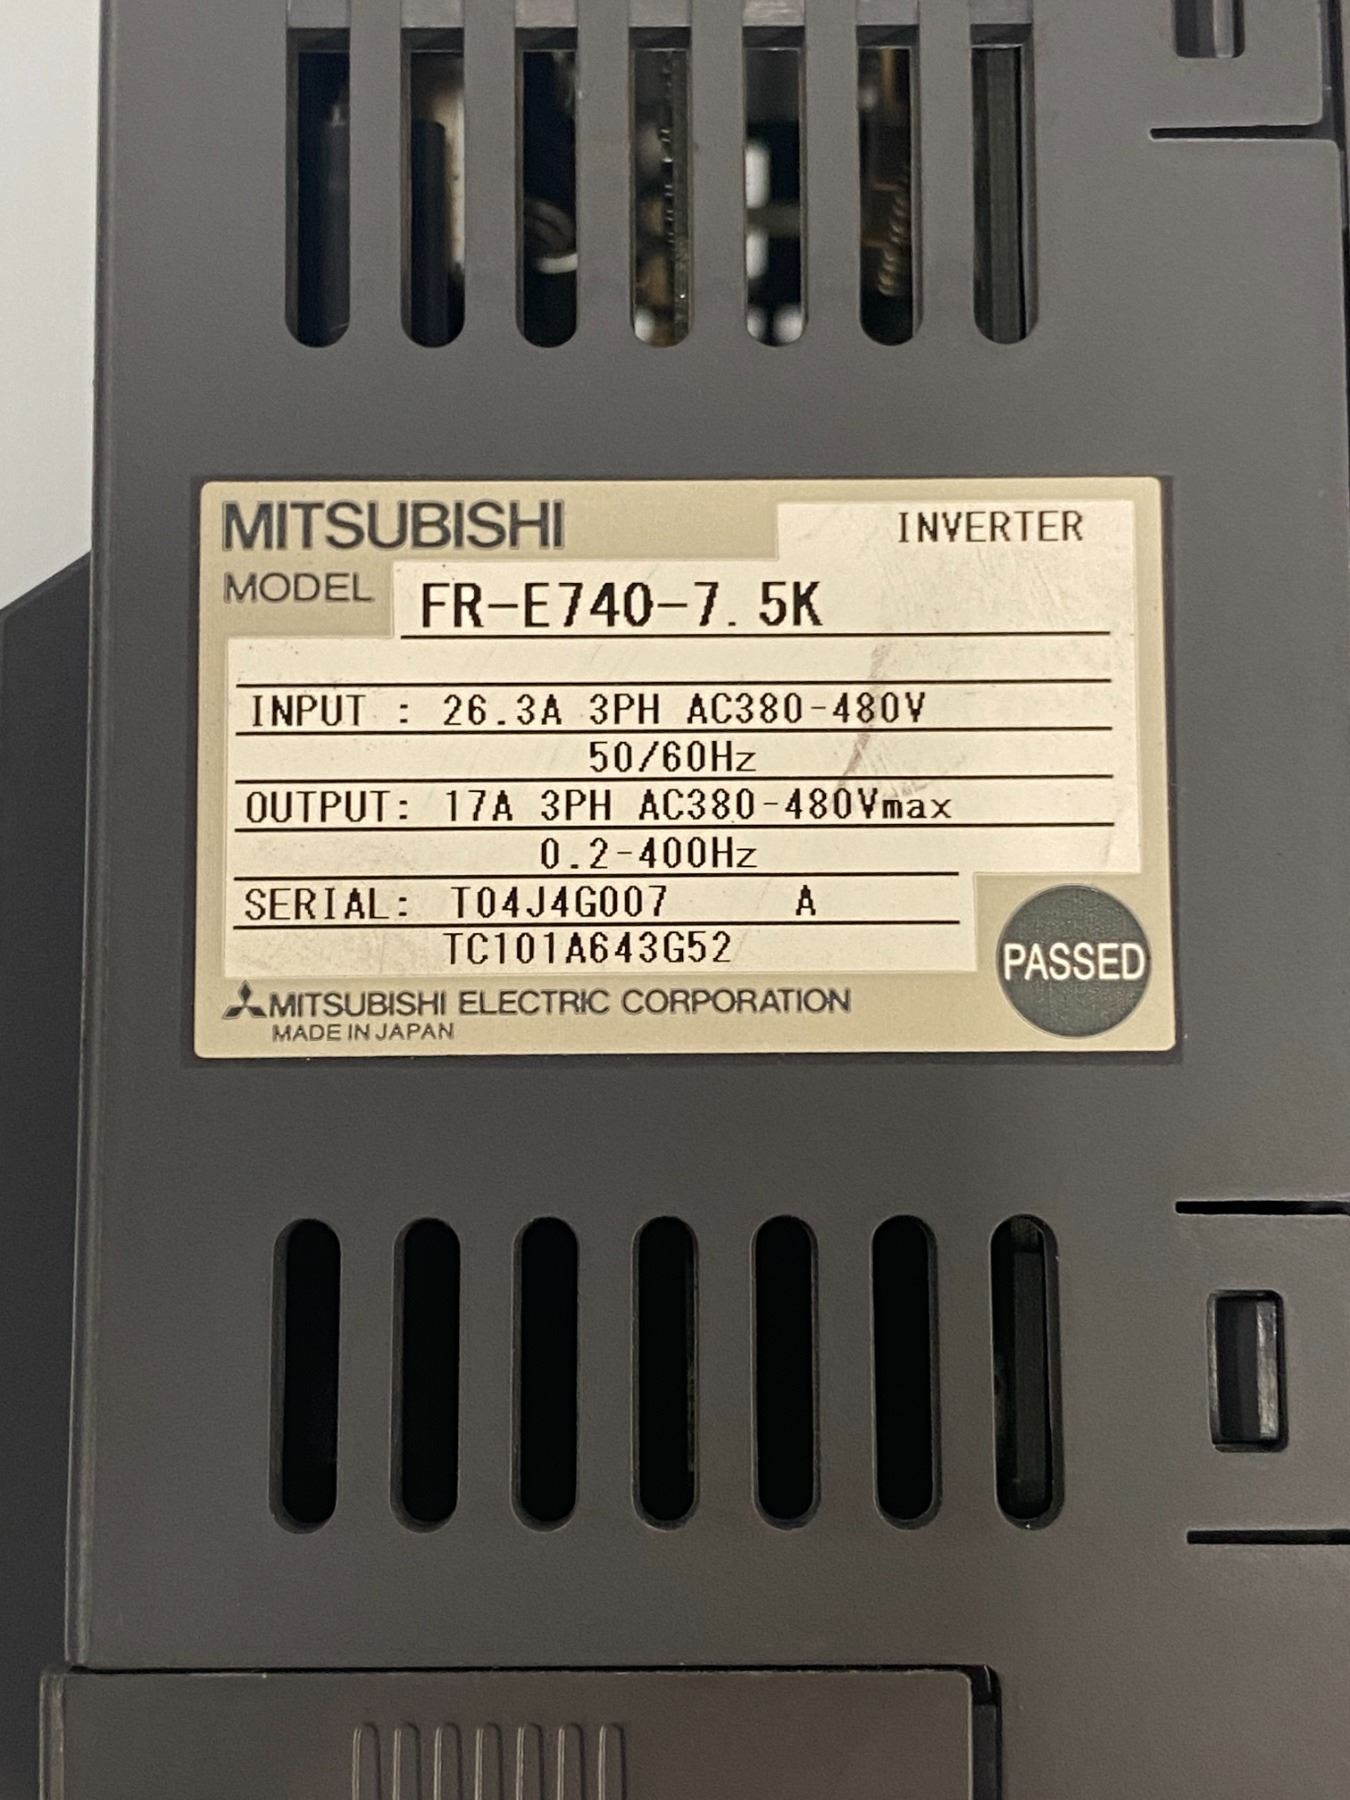 MITSUBISHI
INVERTER
MODEL FR-E740-7.5K
INPUT : 26.3A 3PH AC380-480V
50/60Hz
OUTPUT: 17A 3PH AC380-480Vmax
0.2-400Hz
SERIAL: T04J4G007 A
TC101A643G52
PASSED
MITSUBISHI ELECTRIC CORPORATION
MADE IN JAPAN